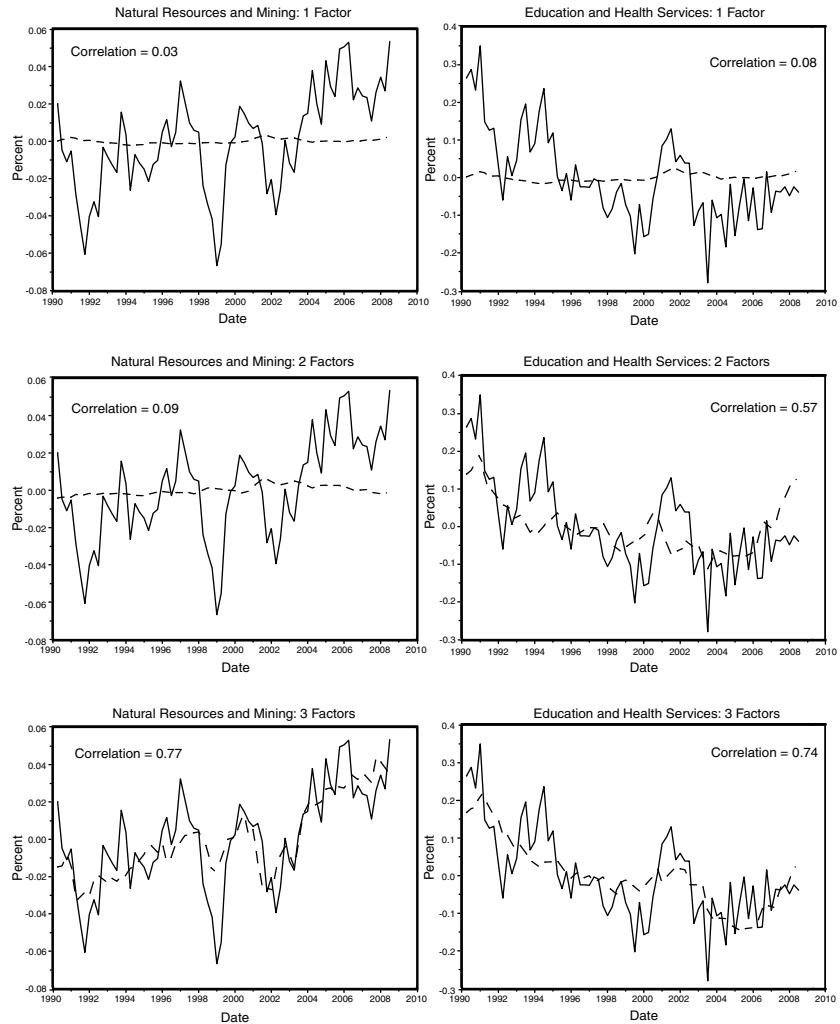 Natural Resources and Mining: 1 Factor
Correlation = 0.03
Percent
0.06
0.04
0.02
0.00
-0.02
-0.04
-0.06
-0.08
1990 1992 1994 1996 1998 2000 2002 2004 2006 2008 2010
Date
Education and Health Services: 1 Factor
Correlation = 0.08
Percent
0.4
0.3
0.2
0.1
0.0
-0.1
-0.2
-0.3
1990 1992 1994 1996 1998 2000 2002 2004 2006 2008 2010
Date
Natural Resources and Mining: 2 Factors
Correlation = 0.09
Percent
0.06
0.04
0.02
0.00
-0.02
-0.04
-0.06
-0.08
1990 1992 1994 1996 1998 2000 2002 2004 2006 2008 2010
Date
Education and Health Services: 2 Factors
Correlation = 0.57
Percent
0.4
0.3
0.2
0.1
0.0
-0.1
-0.2
-0.3
1990 1992 1994 1996 1998 2000 2002 2004 2006 2008 2010
Date
Natural Resources and Mining: 3 Factors
Correlation = 0.77
Percent
0.06
0.04
0.02
0.00
-0.02
-0.04
-0.06
-0.08
1990 1992 1994 1996 1998 2000 2002 2004 2006 2008 2010
Date
Education and Health Services: 3 Factors
Correlation = 0.74
Percent
0.4
0.3
0.2
0.1
0.0
-0.1
-0.2
-0.3
1990 1992 1994 1996 1998 2000 2002 2004 2006 2008 2010
Date